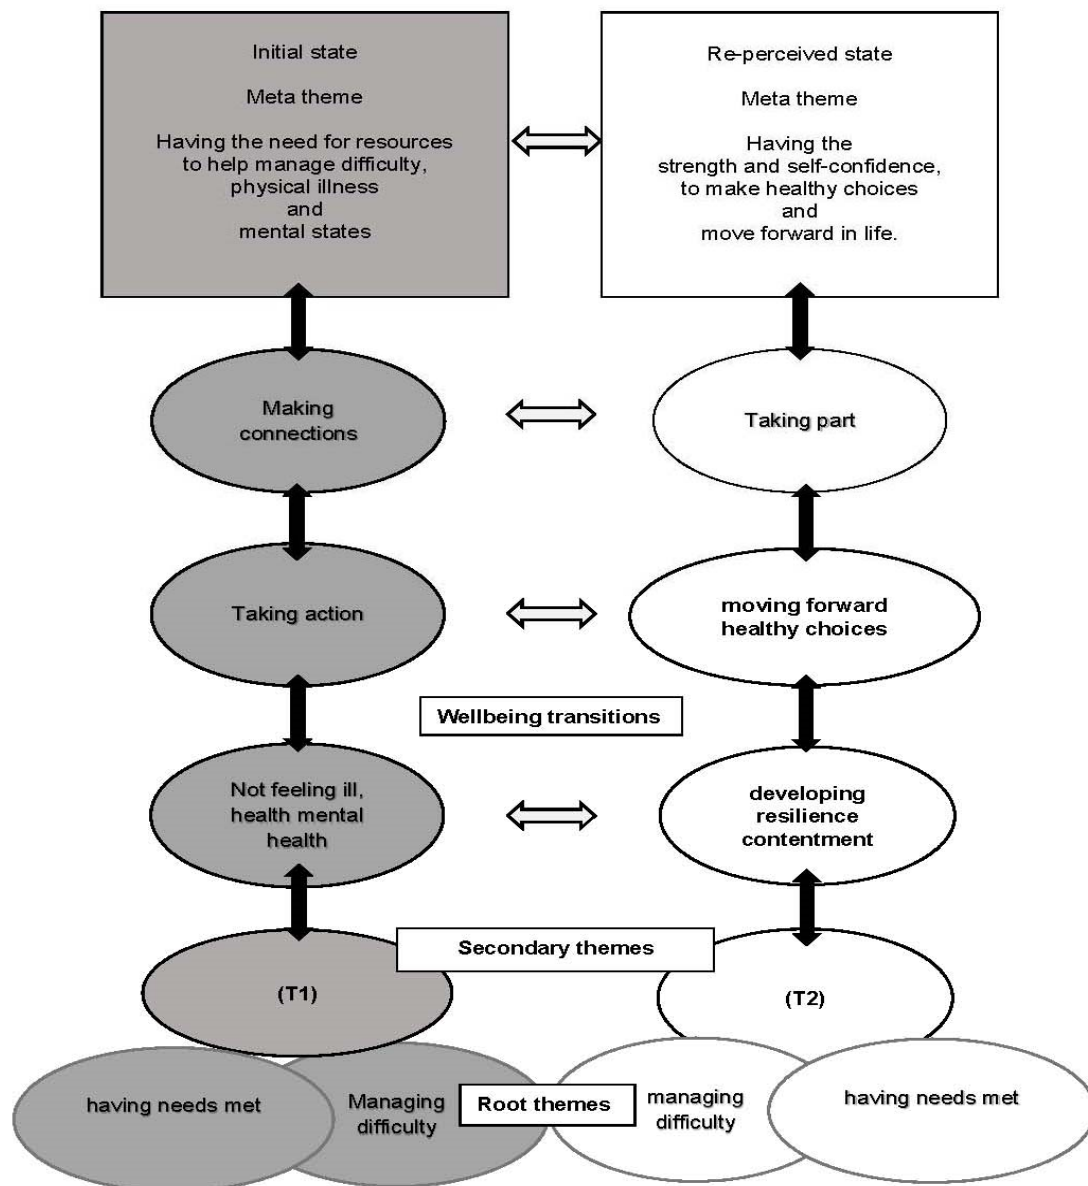 Initial state
Meta theme
Having the need for resources
to help manage difficulty,
physical illness
and
mental states
Re-perceived state
Meta theme
Having the
strength and self-confidence,
to make healthy choices
and
move forward in life.
Making
connections
Taking part
Taking action
moving forward
healthy choices
Wellbeing transitions
Not feeling ill,
health mental
health
developing
resilience
contentment
Secondary themes
(T1)
(T2)
having needs met
Managing
difficulty
Root themes
managing
difficulty
having needs met